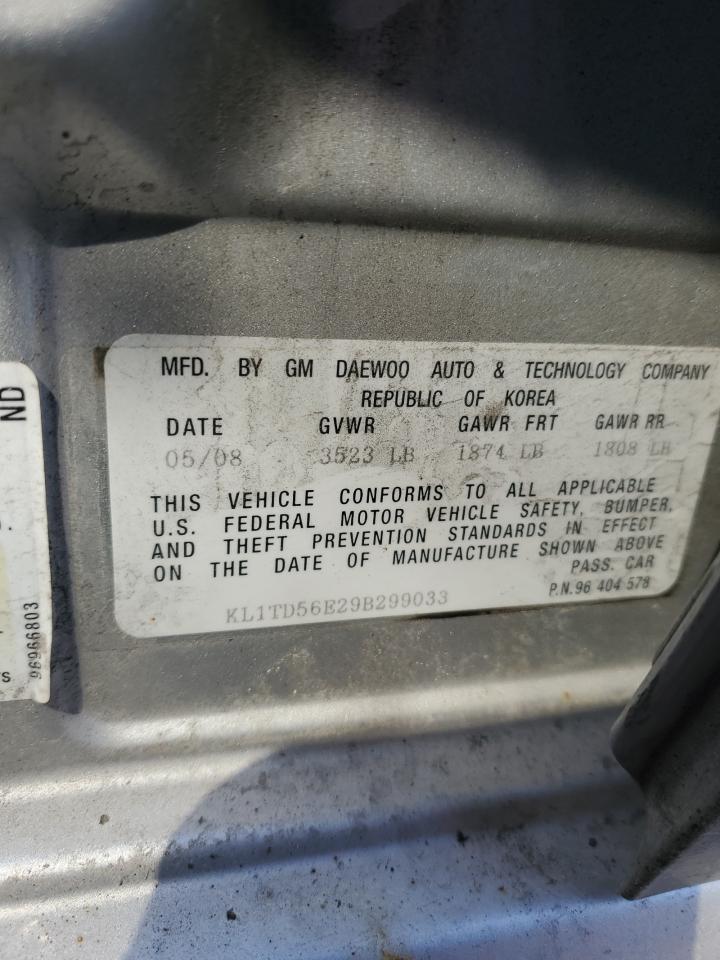 MFD. BY GM DAEWOO AUTO & TECHNOLOGY COMPANY
REPUBLIC OF KOREA
DATE GVWR GAWR FRT GAWR RR
05/08 3523 LB 1874 LB 1808 LB
THIS VEHICLE CONFORMS TO ALL APPLICABLE
U.S. FEDERAL MOTOR VEHICLE SAFETY, BUMPER,
AND THEFT PREVENTION STANDARDS IN EFFECT
ON THE DATE OF MANUFACTURE SHOWN ABOVE
PASS. CAR
KL1TD56E29B299033
P.N.96 404 578
ND
96966803